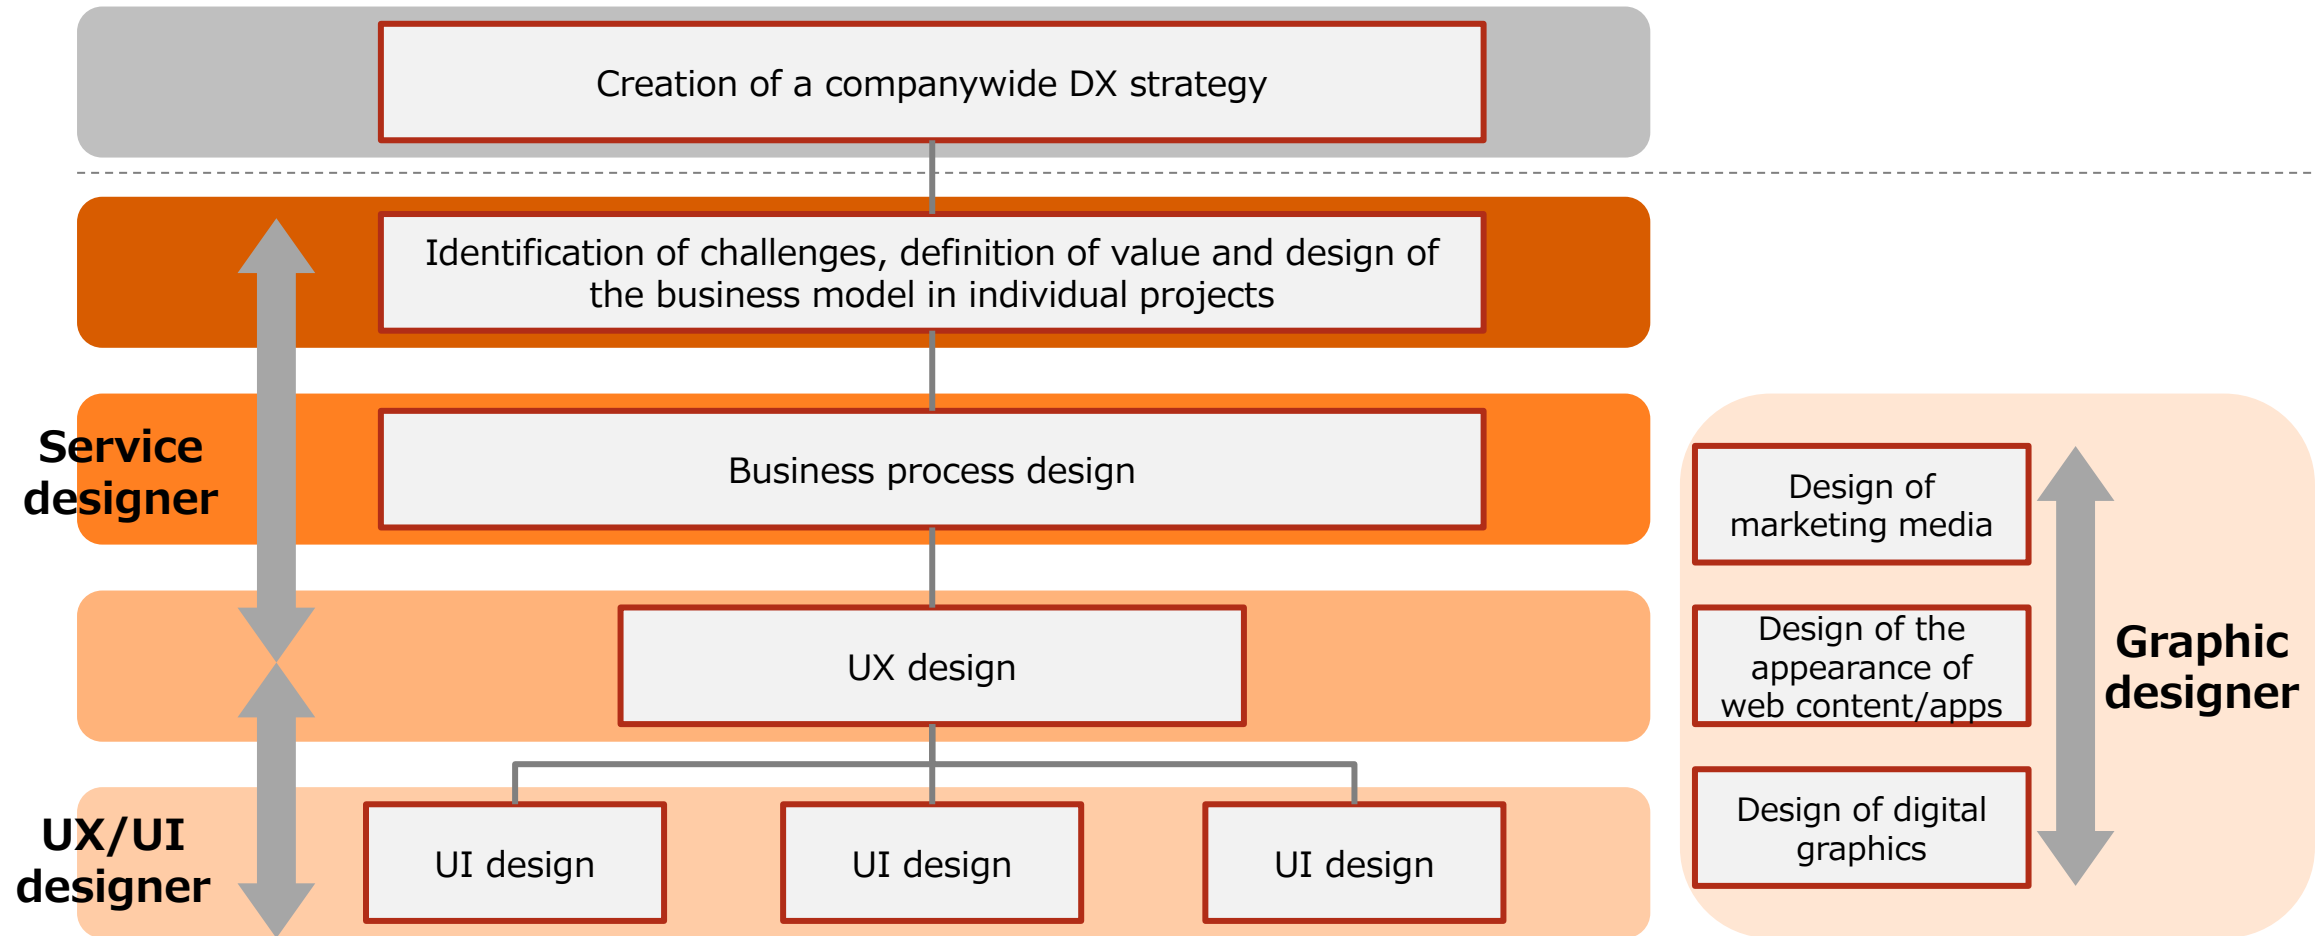 Creation of a companywide DX strategy
Identification of challenges, definition of value and design of
the business model in individual projects
Service
designer
Business process design
UX design
UX/UI
designer
UI design
UI design
UI design
Design of
marketing media
Design of the
appearance of
web content/apps
Design of digital
graphics
Graphic
designer